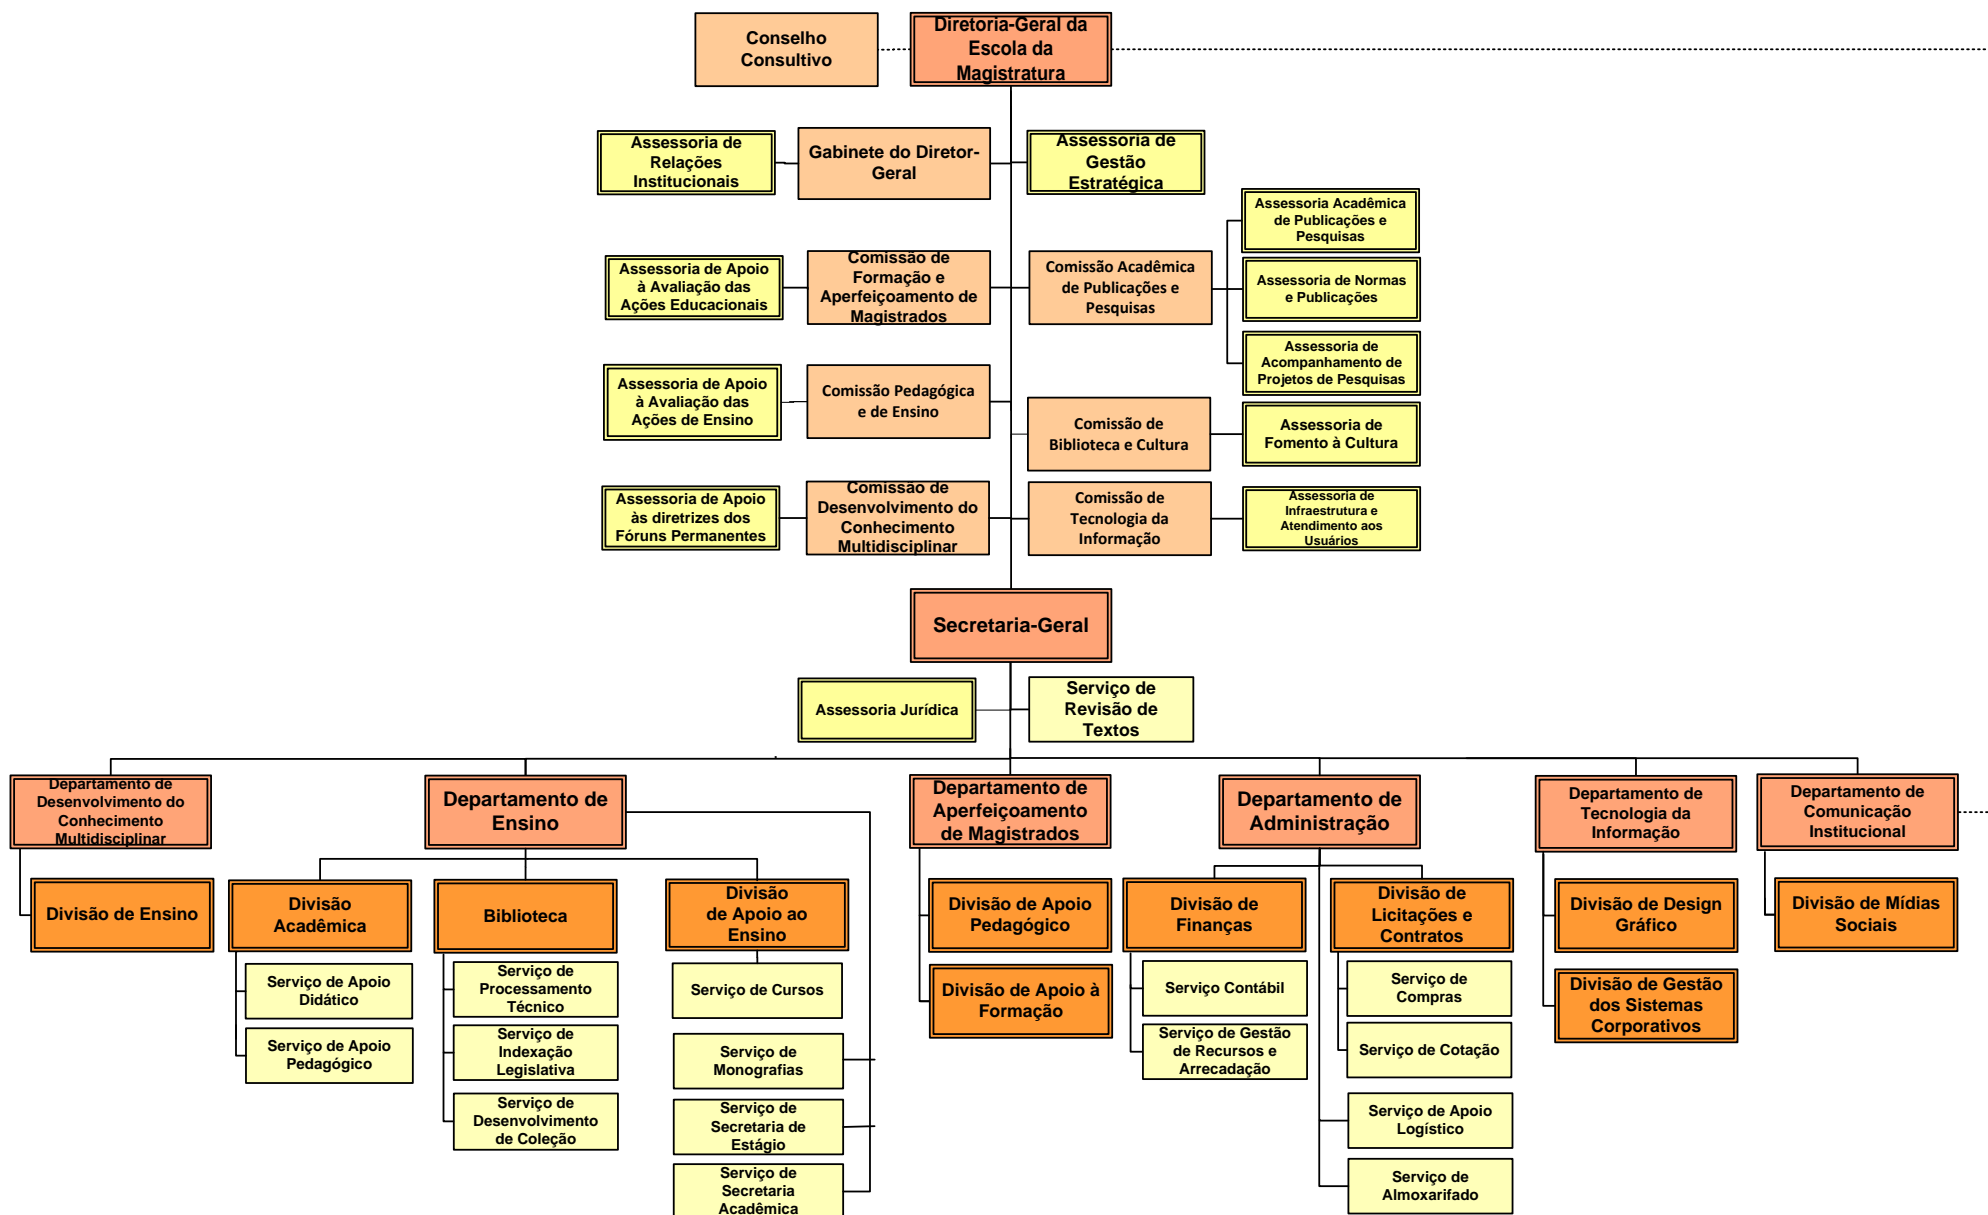 Conselho
Consultivo
Diretoria-Geral da
Escola da
Magistratura
Assessoria de
Relações
Institucionais
Gabinete do Diretor-
Geral
Assessoria de
Gestão
Estratégica
Assessoria Acadêmica
de Publicações e
Pesquisas
Assessoria de Apoio
à Avaliação das
Ações Educacionais
Comissão de
Formação e
Aperfeiçoamento de
Magistrados
Comissão Acadêmica
de Publicações e
Pesquisas
Assessoria de Normas
e Publicações
Assessoria de
Acompanhamento de
Projetos de Pesquisas
Assessoria de Apoio
à Avaliação das
Ações de Ensino
Comissão Pedagógica
e de Ensino
Comissão de
Biblioteca e Cultura
Assessoria de
Fomento à Cultura
Assessoria de Apoio
às diretrizes dos
Fóruns Permanentes
Comissão de
Desenvolvimento do
Conhecimento
Multidisciplinar
Comissão de
Tecnologia da
Informação
Assessoria de
Infraestrutura e
Atendimento aos
Usuários
Secretaria-Geral
Assessoria Jurídica
Serviço de
Revisão de
Textos
Departamento de
Desenvolvimento do
Conhecimento
Multidisciplinar
Departamento de
Ensino
Departamento de
Aperfeiçoamento
de Magistrados
Departamento de
Administração
Departamento de
Tecnologia da
Informação
Departamento de
Comunicação
Institucional
Divisão de Ensino
Divisão
Acadêmica
Biblioteca
Divisão
de Apoio ao
Ensino
Divisão de Apoio
Pedagógico
Divisão de
Finanças
Divisão de
Licitações e
Contratos
Divisão de Design
Gráfico
Divisão de Mídias
Sociais
Serviço de Apoio
Didático
Serviço de
Processamento
Técnico
Serviço de Cursos
Divisão de Apoio à
Formação
Serviço Contábil
Serviço de
Compras
Divisão de Gestão
dos Sistemas
Corporativos
Serviço de Apoio
Pedagógico
Serviço de
Indexação
Legislativa
Serviço de
Monografias
Serviço de Gestão
de Recursos e
Arrecadação
Serviço de Cotação
Serviço de
Desenvolvimento
de Coleção
Serviço de
Secretaria de
Estágio
Serviço de Apoio
Logístico
Serviço de
Secretaria
Acadêmica
Serviço de
Almoxarifado